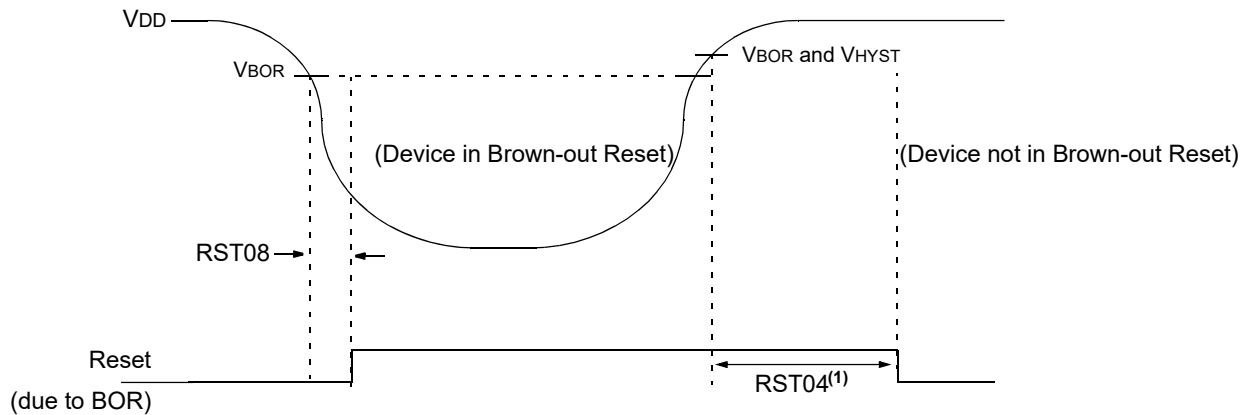 VDD
VBOR and VHYST
VBOR
(Device in Brown-out Reset)
(Device not in Brown-out Reset)
RST08
Reset
(due to BOR)
RST04(1)